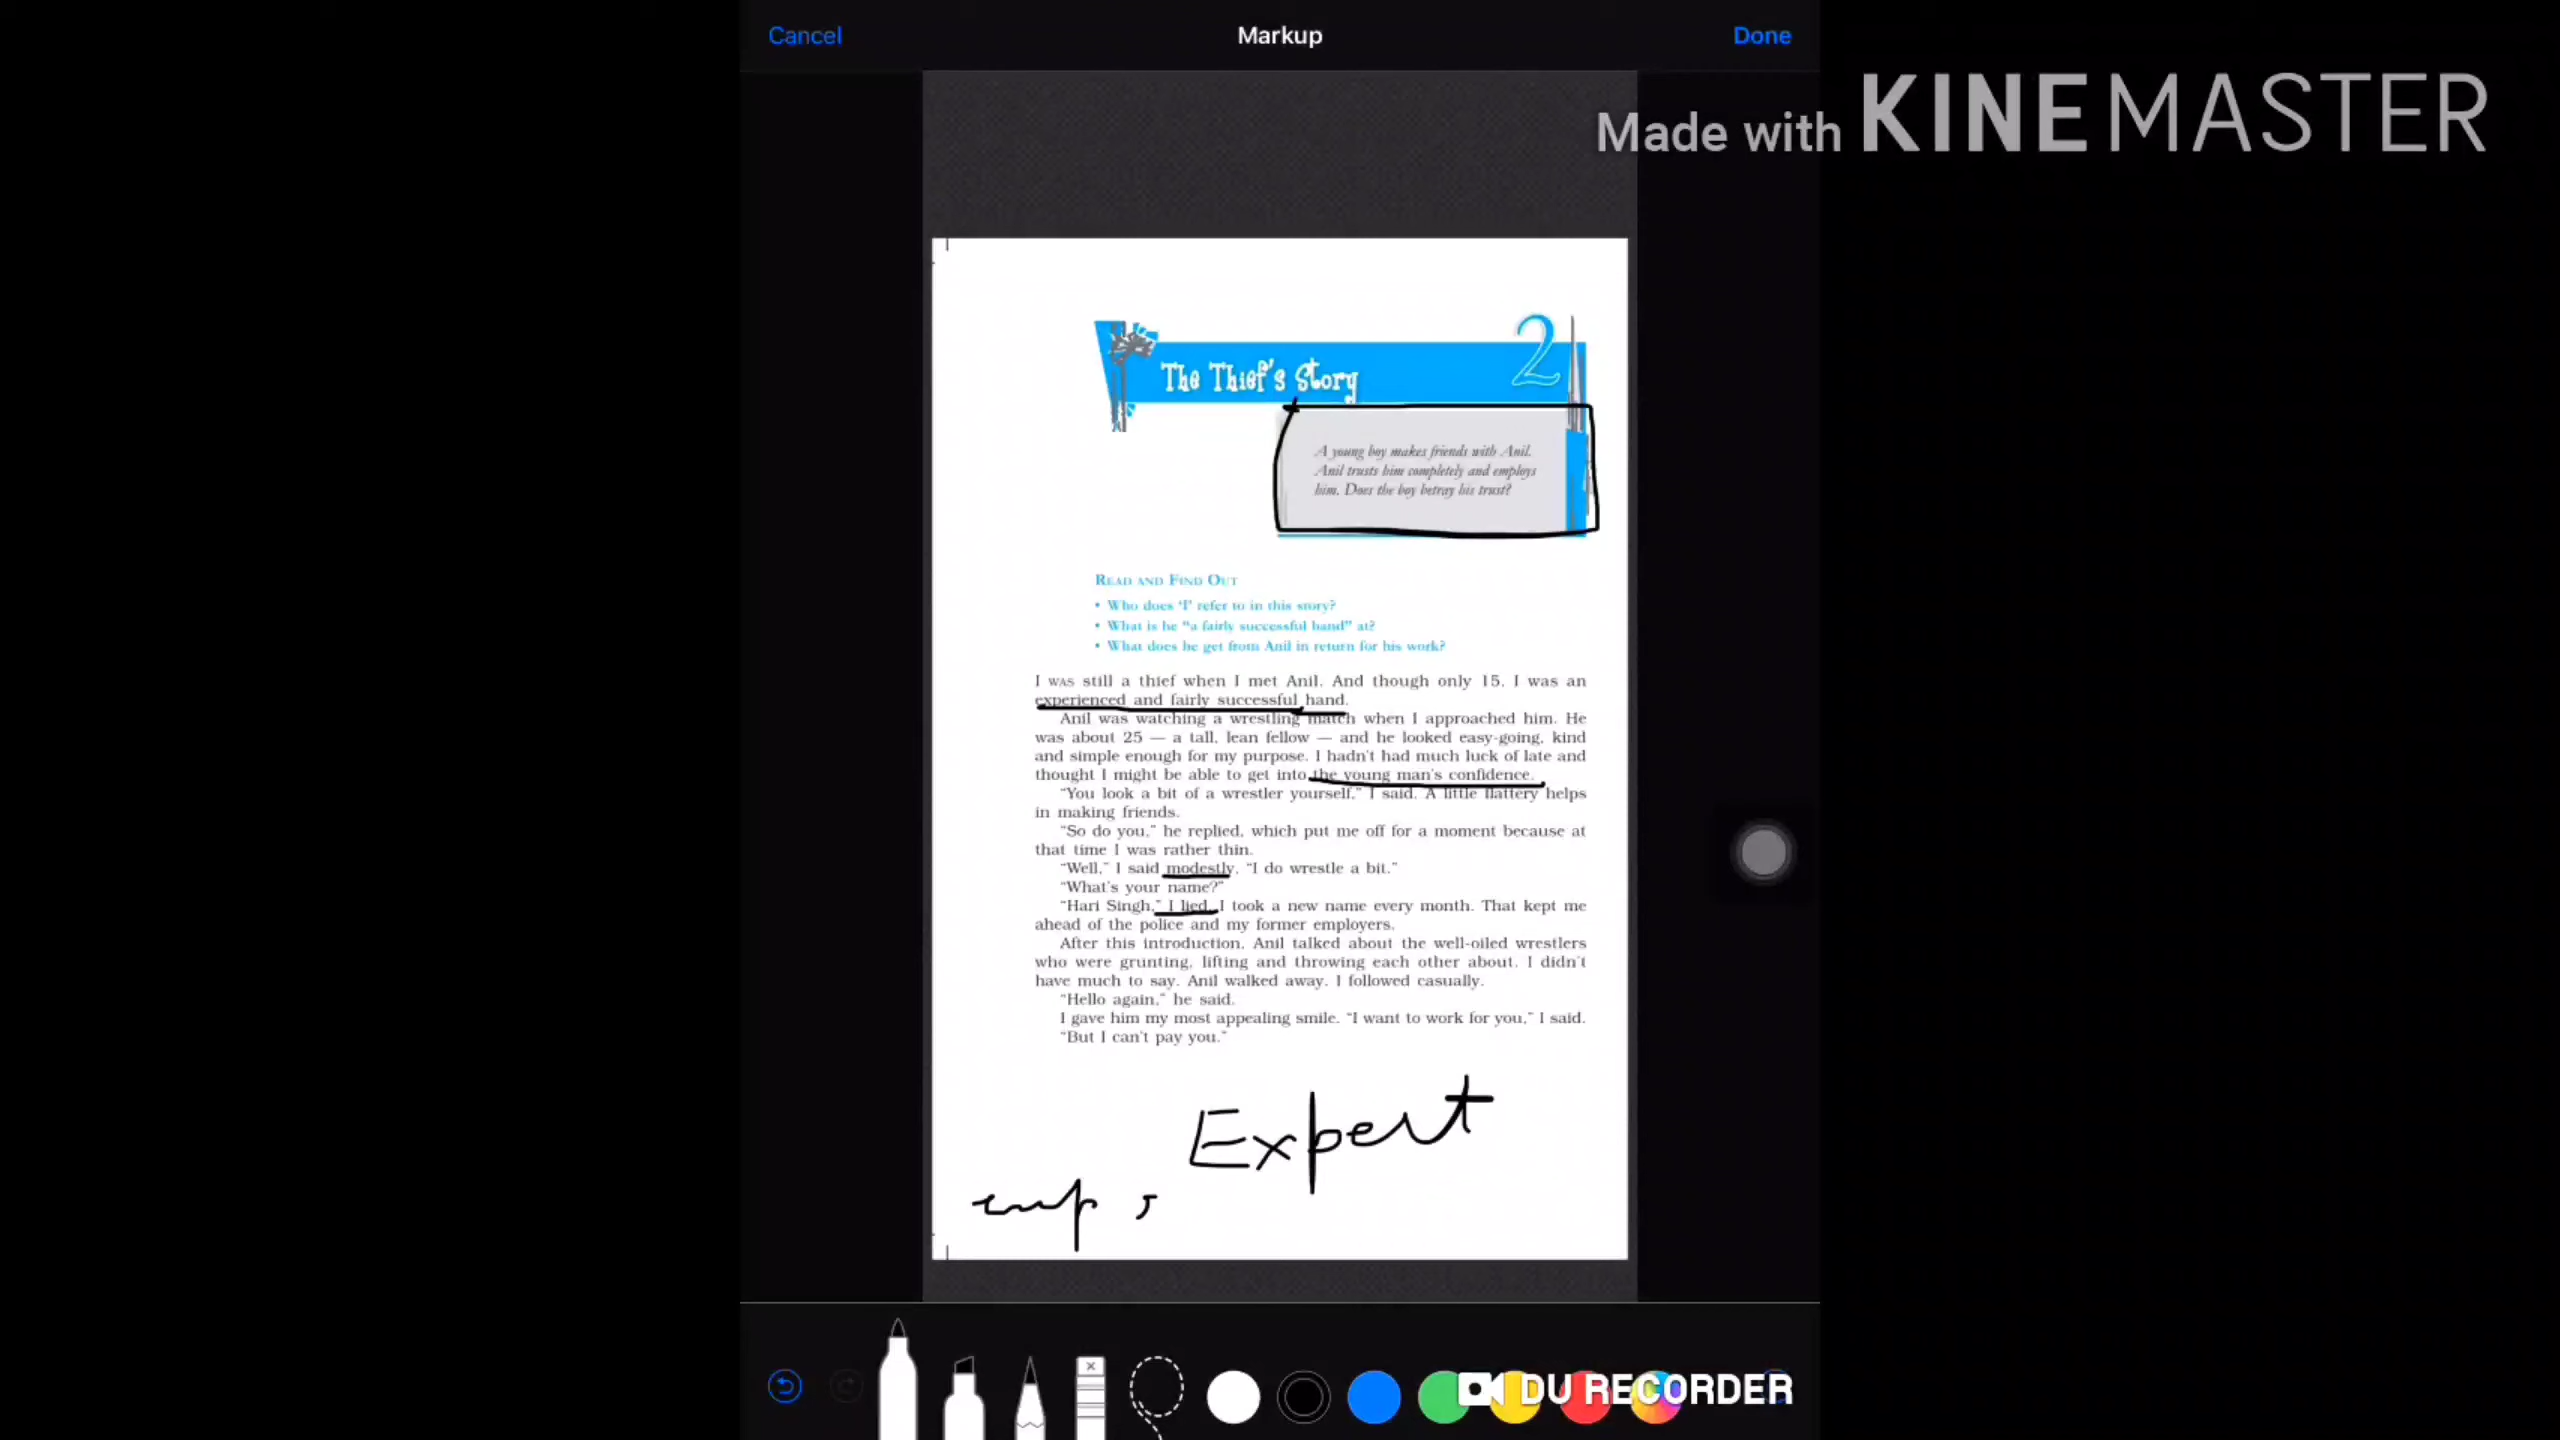 Cancel
Markup
Done
Made with KINEMASTER
The Thief's Story
2
A young boy makes friends with Anil.
Anil trusts him completely and employs
him. Does the boy betray his trust?
READ AND FIND OUT
• Who does 'I' refer to in this story?
• What is he "a fairly successful hand" at?
• What does he get from Anil in return for his work?
I WAS still a thief when I met Anil. And though only 15, I was an
experienced and fairly successful hand.
Anil was watching a wrestling match when I approached him. He
was about 25 — a tall, lean fellow — and he looked easy-going, kind
and simple enough for my purpose. I hadn't had much luck of late and
thought I might be able to get into the young man's confidence.
"You look a bit of a wrestler yourself," I said. A little flattery helps
in making friends.
"So do you," he replied, which put me off for a moment because at
that time I was rather thin.
"Well," I said modestly, "I do wrestle a bit."
"What's your name?"
"Hari Singh," I lied. I took a new name every month. That kept me
ahead of the police and my former employers.
After this introduction, Anil talked about the well-oiled wrestlers
who were grunting, lifting and throwing each other about. I didn't
have much to say. Anil walked away. I followed casually.
"Hello again," he said.
I gave him my most appealing smile. "I want to work for you," I said.
"But I can't pay you."
Expert
DU RECORDER